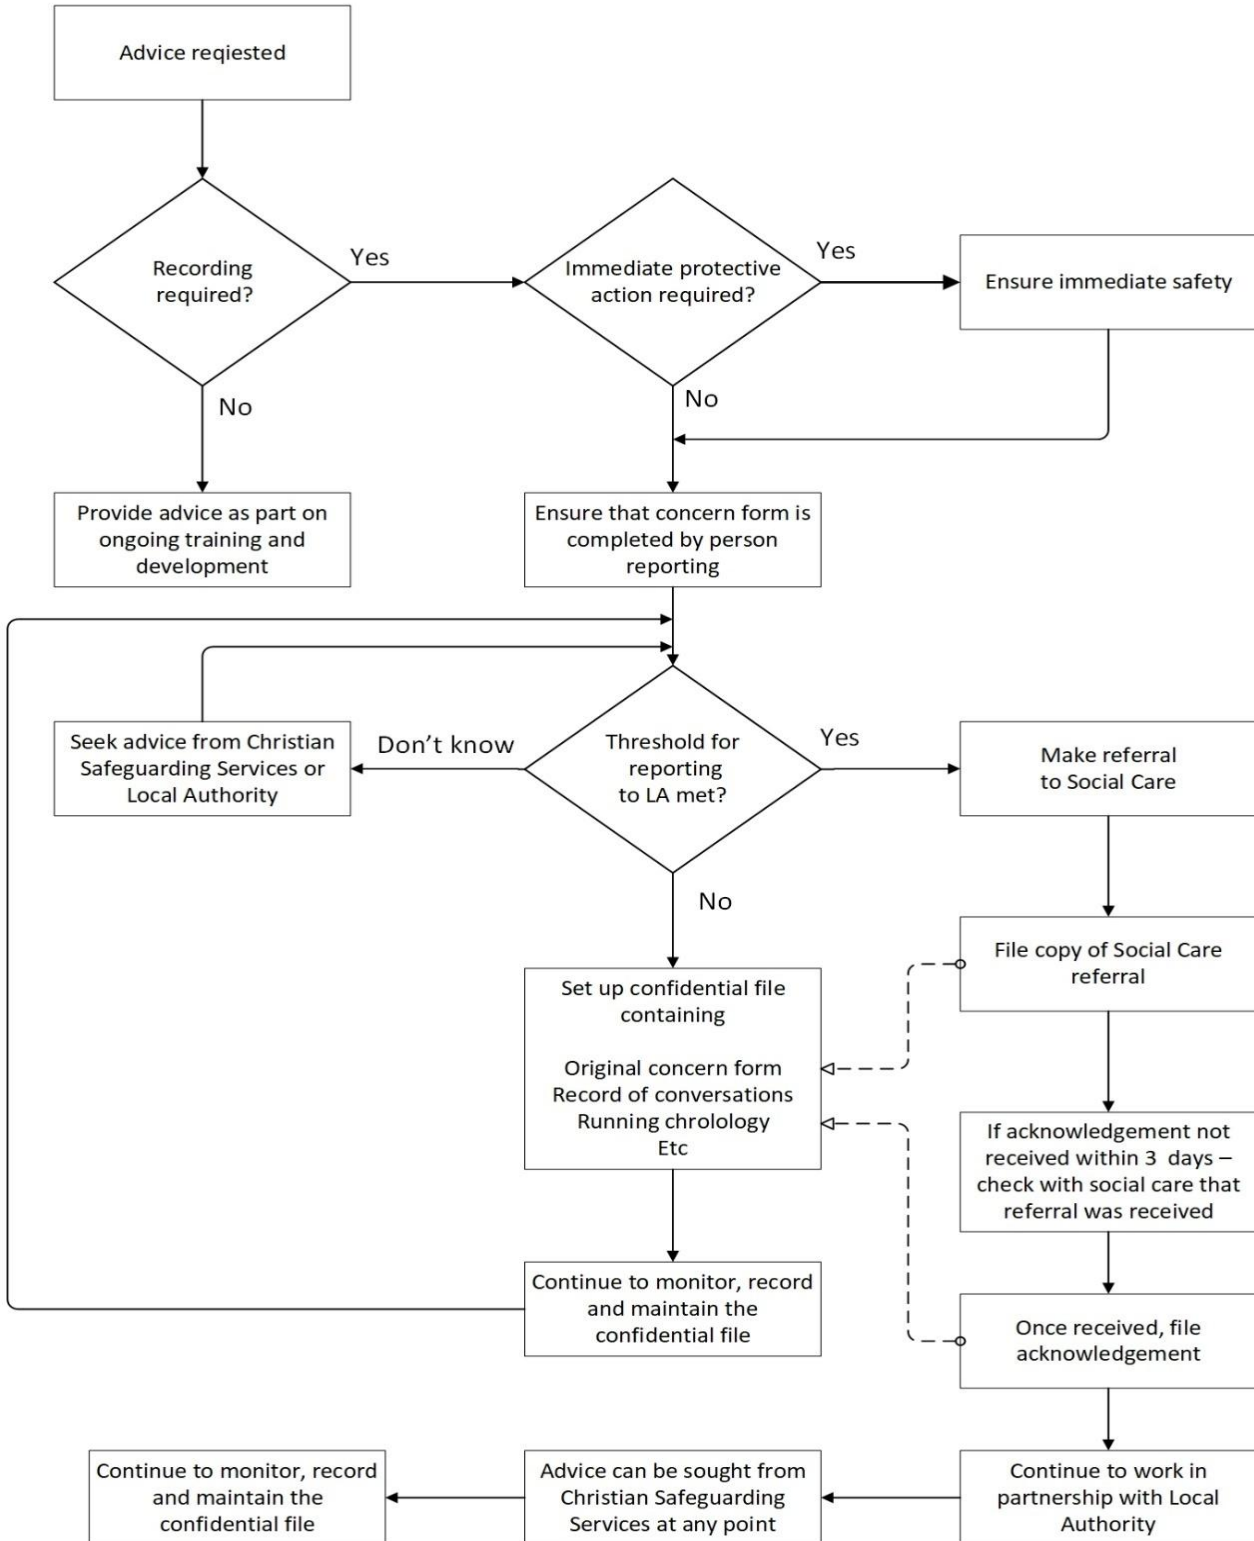 Advice reqiested
Recording
required?
Yes
Immediate protective
action required?
Yes
Ensure immediate safety
No
No
Provide advice as part on
ongoing training and
development
Ensure that concern form is
completed by person
reporting
Seek advice from Christian
Safeguarding Services or
Local Authority
Don’t know
Threshold for
reporting
to LA met?
Yes
Make referral
to Social Care
No
File copy of Social Care
referral
Set up confidential file
containing
Original concern form
Record of conversations
Running chrolology
Etc
If acknowledgement not
received within 3 days –
check with social care that
referral was received
Continue to monitor, record
and maintain the
confidential file
Once received, file
acknowledgement
Continue to monitor, record
and maintain the
confidential file
Advice can be sought from
Christian Safeguarding
Services at any point
Continue to work in
partnership with Local
Authority